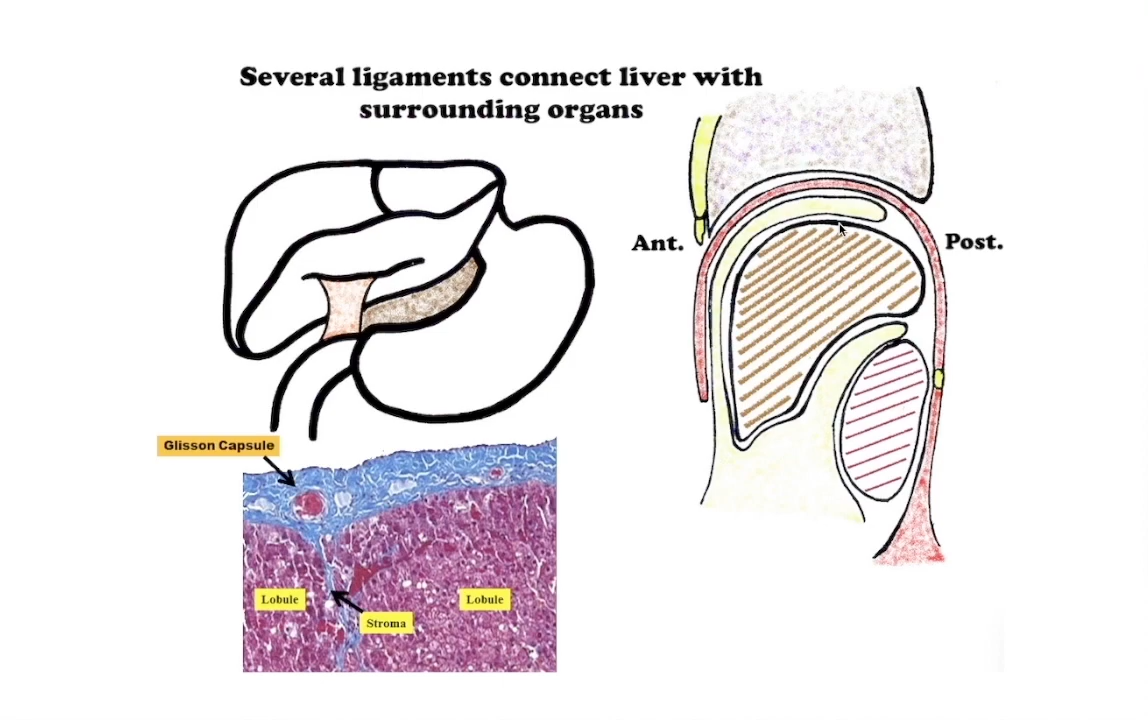 Several ligaments connect liver with
surrounding organs
Ant.
Post.
Glisson Capsule
Lobule
Lobule
Stroma